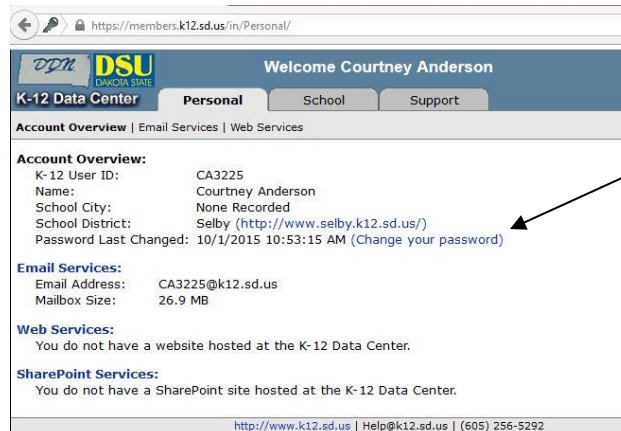 https://members.k12.sd.us/in/Personal/
DDN DSU Welcome Courtney Anderson
DAKOTA STATE
K-12 Data Center Personal School Support
Account Overview | Email Services | Web Services
Account Overview:
K-12 User ID: CA3225
Name: Courtney Anderson
School City: None Recorded
School District: Selby (http://www.selby.k12.sd.us/)
Password Last Changed: 10/1/2015 10:53:15 AM (Change your password)
Email Services:
Email Address: CA3225@k12.sd.us
Mailbox Size: 26.9 MB
Web Services:
You do not have a website hosted at the K-12 Data Center.
SharePoint Services:
You do not have a SharePoint site hosted at the K-12 Data Center.
http://www.k12.sd.us | Help@k12.sd.us | (605) 256-5292